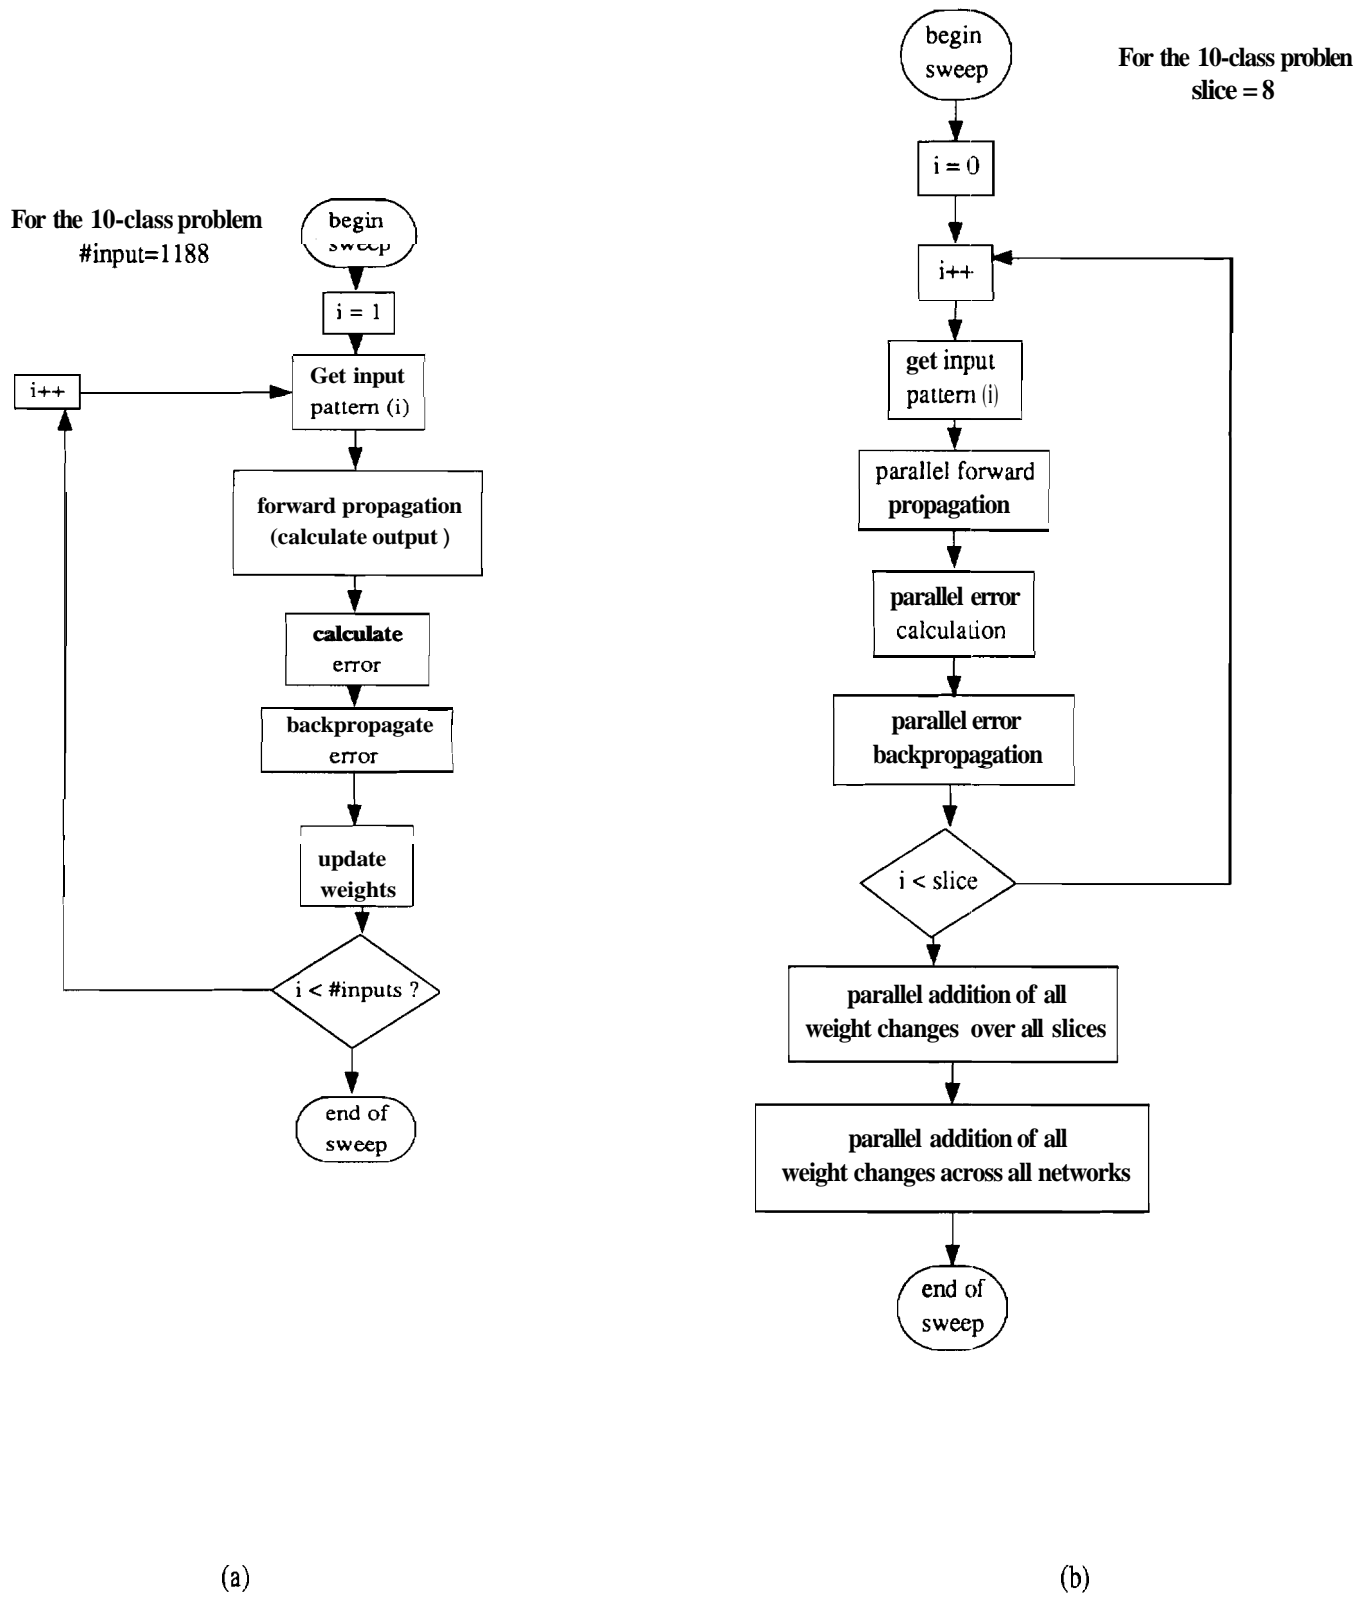 For the 10-class problem
#input=1188
begin
sweep
i = 1
i++
Get input
pattern (i)
forward propagation
(calculate output )
calculate
error
backpropagate
error
update
weights
i < #inputs ?
end of
sweep
(a)
For the 10-class problen
slice = 8
begin
sweep
i = 0
i++
get input
pattern (i)
parallel forward
propagation
parallel error
calculation
parallel error
backpropagation
i < slice
parallel addition of all
weight changes over all slices
parallel addition of all
weight changes across all networks
end of
sweep
(b)